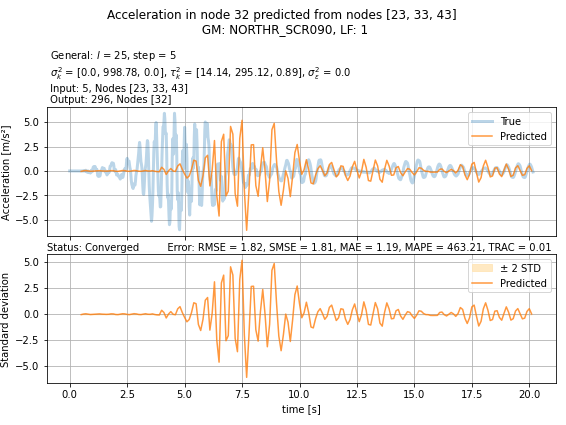 Acceleration in node 32 predicted from nodes [23, 33, 43]
GM: NORTHR_SCR090, LF: 1
General: l = 25, step = 5
σ²ₖ = [0.0, 998.78, 0.0], τ²ₖ = [14.14, 295.12, 0.89], σ²ε = 0.0
Input: 5, Nodes [23, 33, 43]
Output: 296, Nodes [32]
Acceleration [m/s²]
5.0
2.5
0.0
−2.5
−5.0
True
Predicted
Status: Converged Error: RMSE = 1.82, SMSE = 1.81, MAE = 1.19, MAPE = 463.21, TRAC = 0.01
Standard deviation
5.0
2.5
0.0
−2.5
−5.0
± 2 STD
Predicted
0.0 2.5 5.0 7.5 10.0 12.5 15.0 17.5 20.0
time [s]